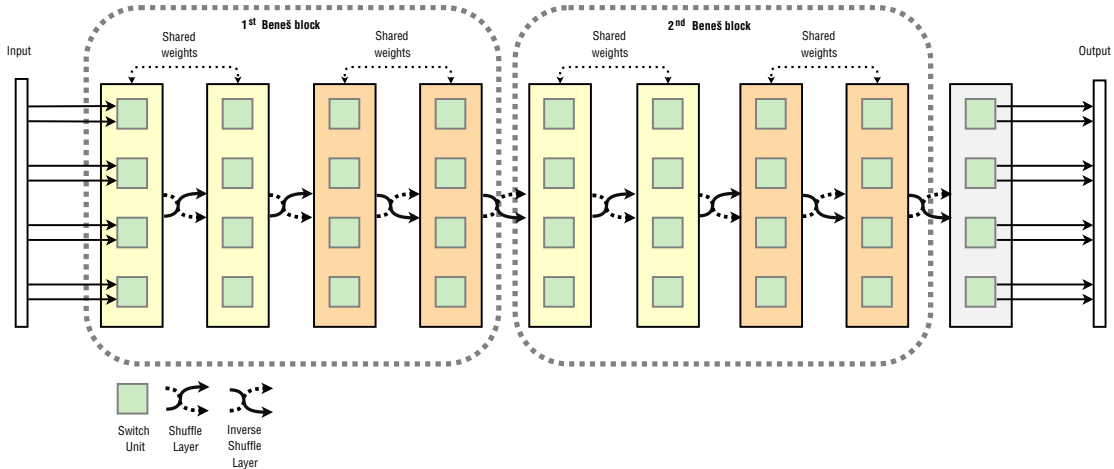 1st Beneš block
2nd Beneš block
Input
Shared
weights
Shared
weights
Shared
weights
Shared
weights
Output
Switch
Unit
Shuffle
Layer
Inverse
Shuffle
Layer